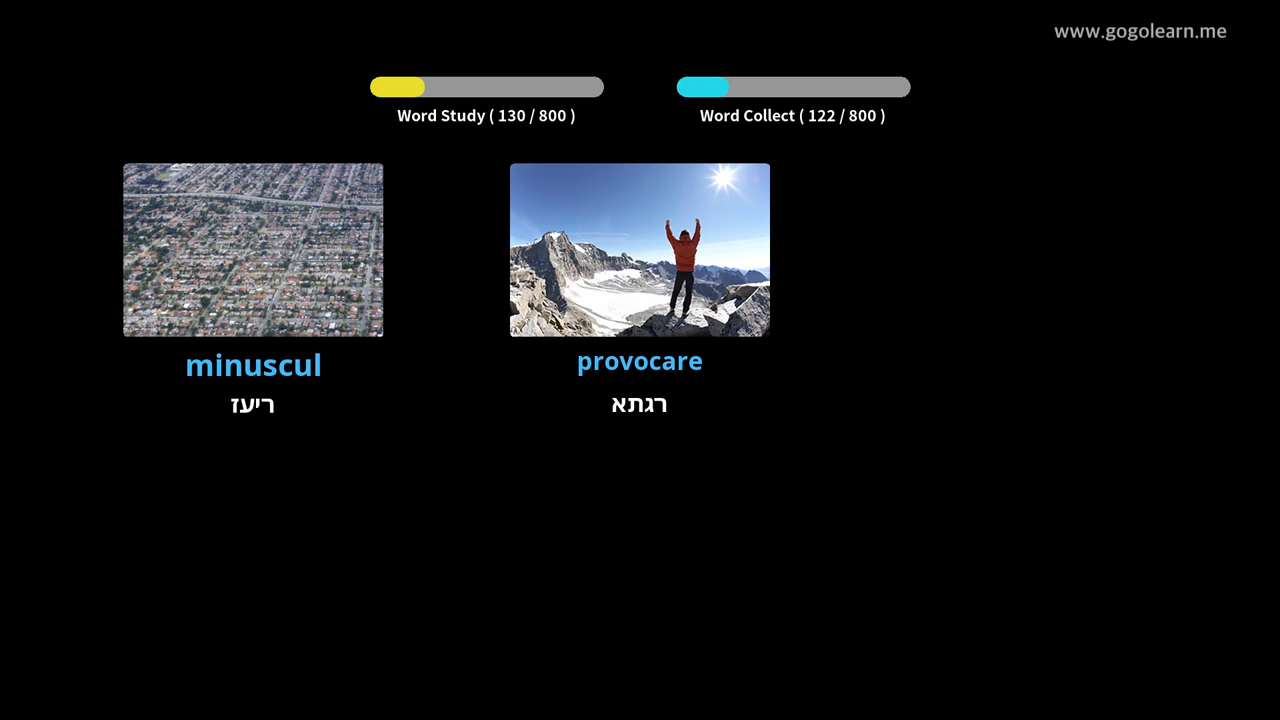 www.gogolearn.me
Word Study ( 130 / 800 )
Word Collect ( 122 / 800 )
minuscul
ריעז
provocare
רגתא